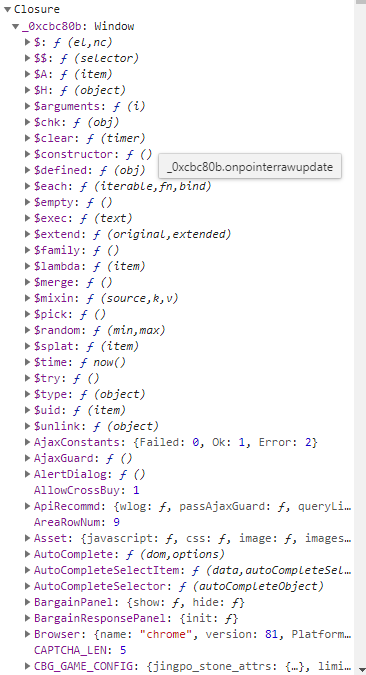 Closure
_0xcbc80b: Window
$: ƒ (el,nc)
$$: ƒ (selector)
$A: ƒ (item)
$H: ƒ (object)
$arguments: ƒ (i)
$chk: ƒ (obj)
$clear: ƒ (timer)
$constructor: ƒ ()
_0xcbc80b.onpointerrawupdate
$defined: ƒ (obj)
$each: ƒ (iterable,fn,bind)
$empty: ƒ ()
$exec: ƒ (text)
$extend: ƒ (original,extended)
$family: ƒ ()
$lambda: ƒ (item)
$merge: ƒ ()
$mixin: ƒ (source,k,v)
$pick: ƒ ()
$random: ƒ (min,max)
$splat: ƒ (item)
$time: ƒ now()
$try: ƒ ()
$type: ƒ (object)
$uid: ƒ (item)
$unlink: ƒ (object)
AjaxConstants: {Failed: 0, Ok: 1, Error: 2}
AjaxGuard: ƒ ()
AlertDialog: ƒ ()
AllowCrossBuy: 1
ApiRecommd: {wlog: ƒ, passAjaxGuard: ƒ, queryLi…
AreaRowNum: 9
Asset: {javascript: ƒ, css: ƒ, image: ƒ, images…
AutoComplete: ƒ (dom,options)
AutoCompleteSelectItem: ƒ (data,autoCompleteSel…
AutoCompleteSelector: ƒ (autoCompleteObject)
BargainPanel: {show: ƒ, hide: ƒ}
BargainResponsePanel: {init: ƒ}
Browser: {name: "chrome", version: 81, Platform…
CAPTCHA_LEN: 5
CBG_GAME_CONFIG: {jingpo_stone_attrs: {…}, limi…